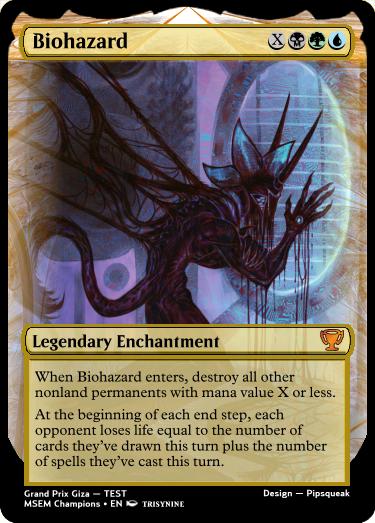 Biohazard X
Legendary Enchantment
When Biohazard enters, destroy all other
nonland permanents with mana value X or less.
At the beginning of each end step, each
opponent loses life equal to the number of
cards they've drawn this turn plus the number
of spells they've cast this turn.
Grand Prix Giza — TEST
Design — Pipsqueak
MSEM Champions • EN TRISYNINE